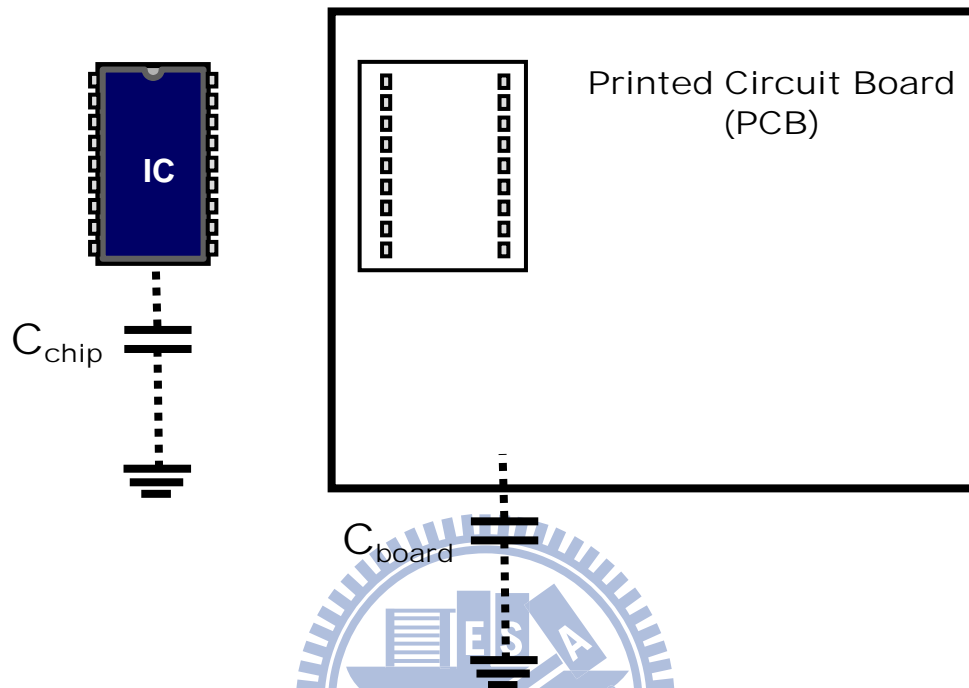 Printed Circuit Board
(PCB)
IC
Cchip
Cboard
E S A